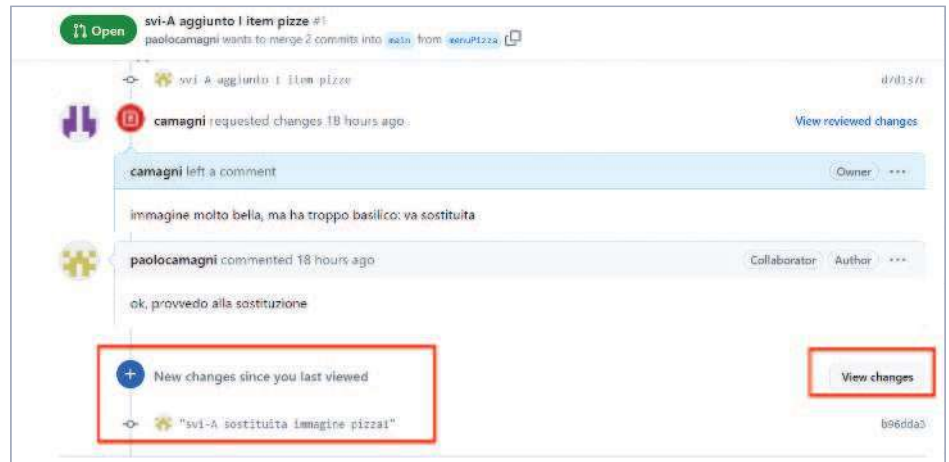 Open
svi-A aggiunto I item pizze #1
paolocamagni wants to merge 2 commits into main from menuPizza
svi-A aggiunto I item pizze d7d137c
camagni requested changes 18 hours ago View reviewed changes
camagni left a comment Owner
immagine molto bella, ma ha troppo basilico: va sostituita
paolocamagni commented 18 hours ago Collaborator Author
ok, provvedo alla sostituzione
New changes since you last viewed View changes
"svi-A sostituita immagine pizza1" b96dda3